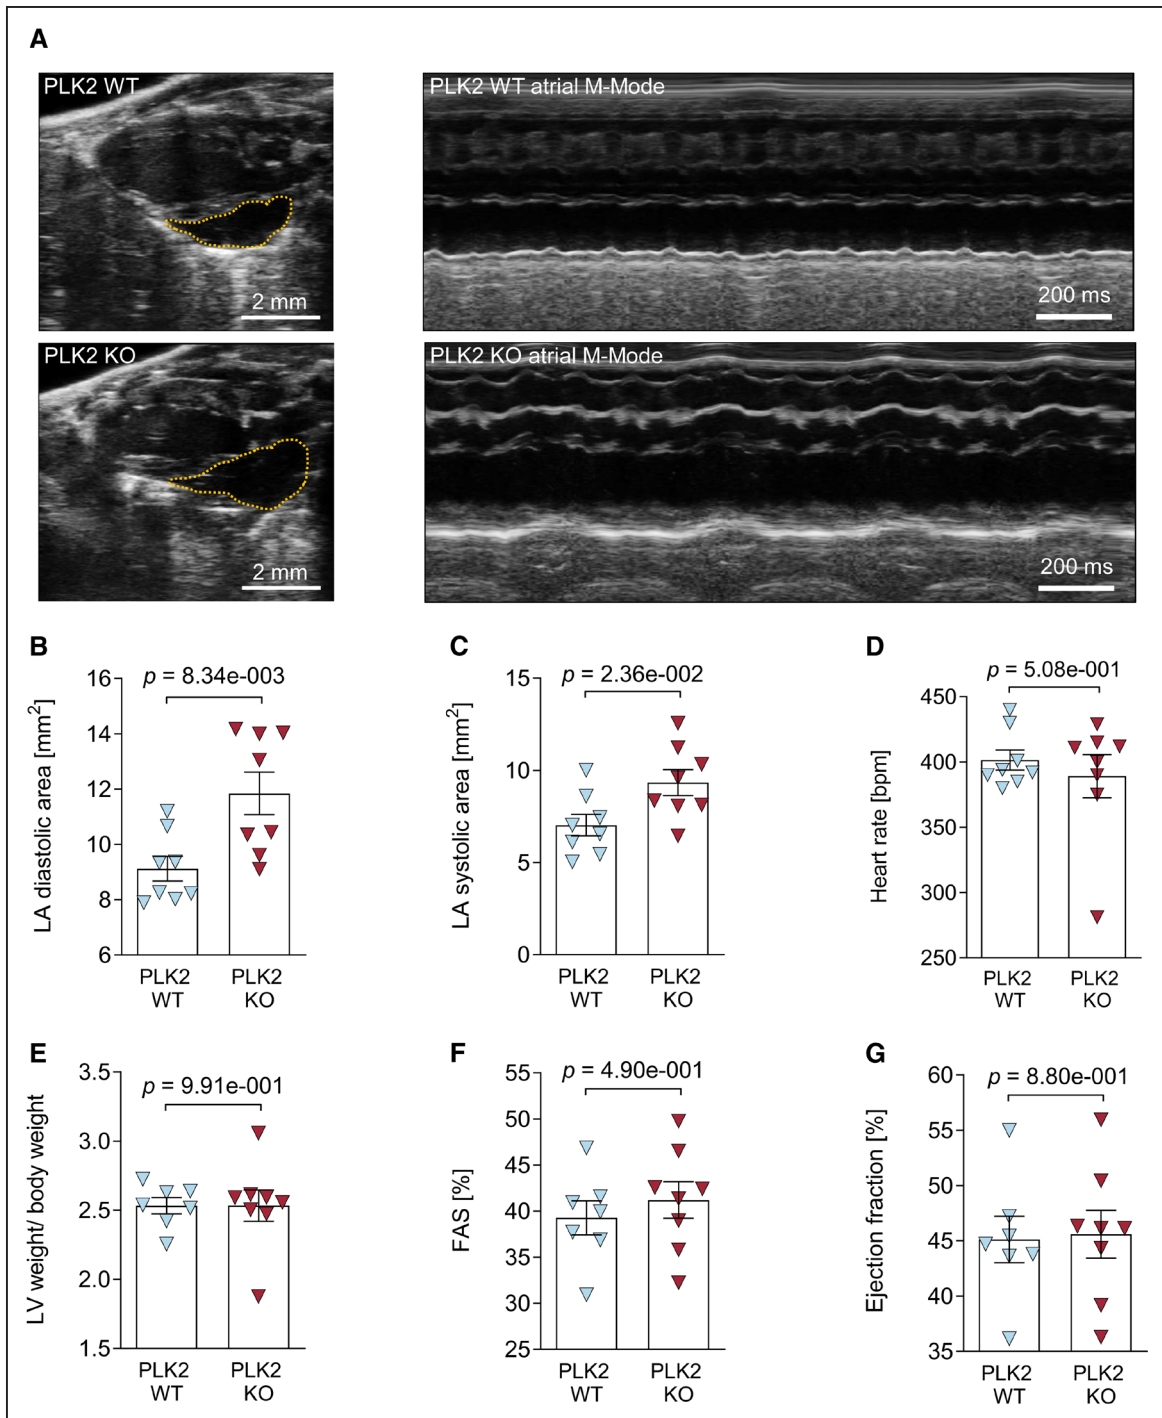 A
PLK2 WT
2 mm
PLK2 WT atrial M-Mode
200 ms
PLK2 KO
2 mm
PLK2 KO atrial M-Mode
200 ms
B
p = 8.34e-003
LA diastolic area [mm²]
16
14
12
10
8
6
PLK2
WT
PLK2
KO
C
p = 2.36e-002
LA systolic area [mm²]
15
10
5
0
PLK2
WT
PLK2
KO
D
p = 5.08e-001
Heart rate [bpm]
450
400
350
300
250
PLK2
WT
PLK2
KO
E
p = 9.91e-001
LV weight/ body weight
3.5
3.0
2.5
2.0
1.5
PLK2
WT
PLK2
KO
F
p = 4.90e-001
FAS [%]
55
50
45
40
35
30
25
PLK2
WT
PLK2
KO
G
p = 8.80e-001
Ejection fraction [%]
60
55
50
45
40
35
PLK2
WT
PLK2
KO